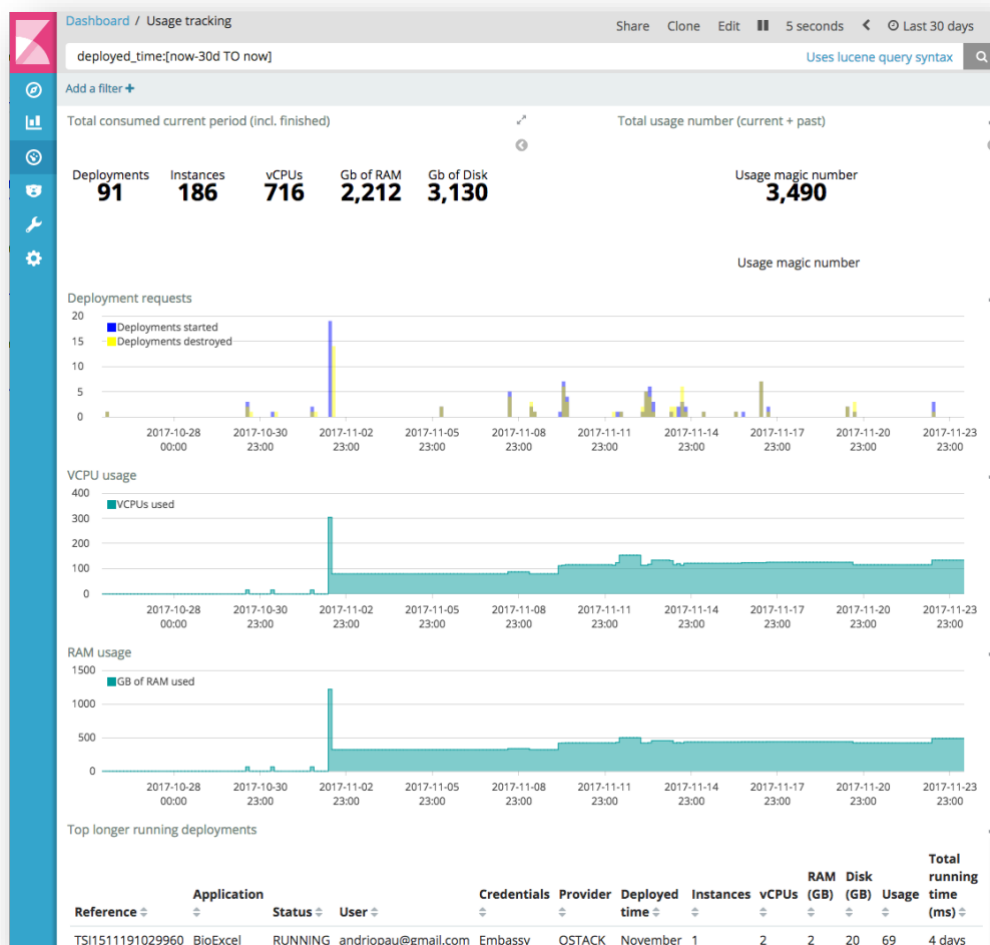 Dashboard / Usage tracking
Share Clone Edit 5 seconds Last 30 days
deployed_time:[now-30d TO now]
Uses lucene query syntax
Add a filter +
Total consumed current period (incl. finished)
Total usage number (current + past)
Deployments Instances vCPUs Gb of RAM Gb of Disk
91 186 716 2,212 3,130
Usage magic number
3,490
Usage magic number
Deployment requests
20
15
10
5
0
Deployments started
Deployments destroyed
2017-10-28 2017-10-30 2017-11-02 2017-11-05 2017-11-08 2017-11-11 2017-11-14 2017-11-17 2017-11-20 2017-11-23
00:00 23:00 23:00 23:00 23:00 23:00 23:00 23:00 23:00 23:00
VCPU usage
400
300
200
100
0
VCPUs used
2017-10-28 2017-10-30 2017-11-02 2017-11-05 2017-11-08 2017-11-11 2017-11-14 2017-11-17 2017-11-20 2017-11-23
00:00 23:00 23:00 23:00 23:00 23:00 23:00 23:00 23:00 23:00
RAM usage
1500
1000
500
0
GB of RAM used
2017-10-28 2017-10-30 2017-11-02 2017-11-05 2017-11-08 2017-11-11 2017-11-14 2017-11-17 2017-11-20 2017-11-23
00:00 23:00 23:00 23:00 23:00 23:00 23:00 23:00 23:00 23:00
Top longer running deployments
Reference Application Status User Credentials Provider Deployed time Instances vCPUs RAM (GB) Disk (GB) Usage Total running time (ms)
TSI1511191029960 BioExcel RUNNING andriopau@gmail.com Embassy OSTACK November 1 2 2 20 69 4 days